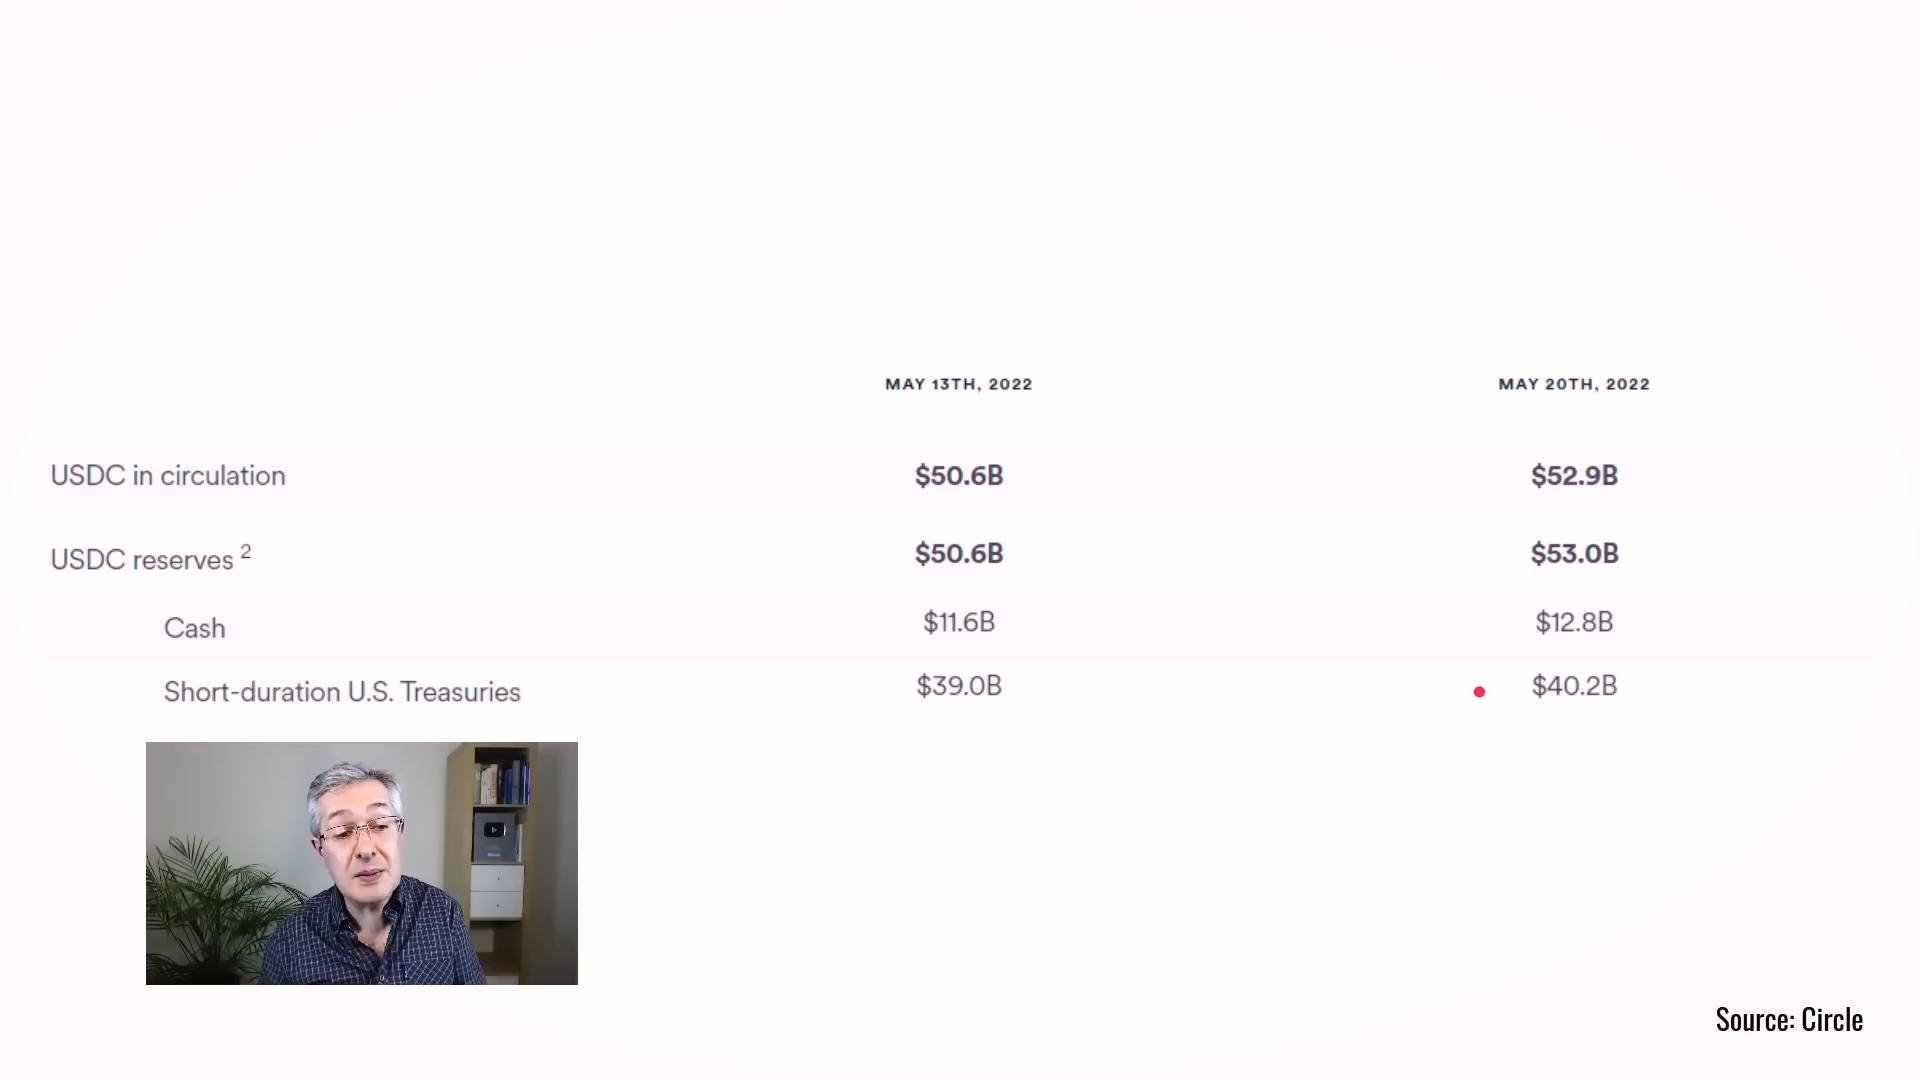 MAY 13TH, 2022 MAY 20TH, 2022
USDC in circulation $50.6B $52.9B
USDC reserves 2 $50.6B $53.0B
Cash $11.6B $12.8B
Short-duration U.S. Treasuries $39.0B $40.2B
Source: Circle